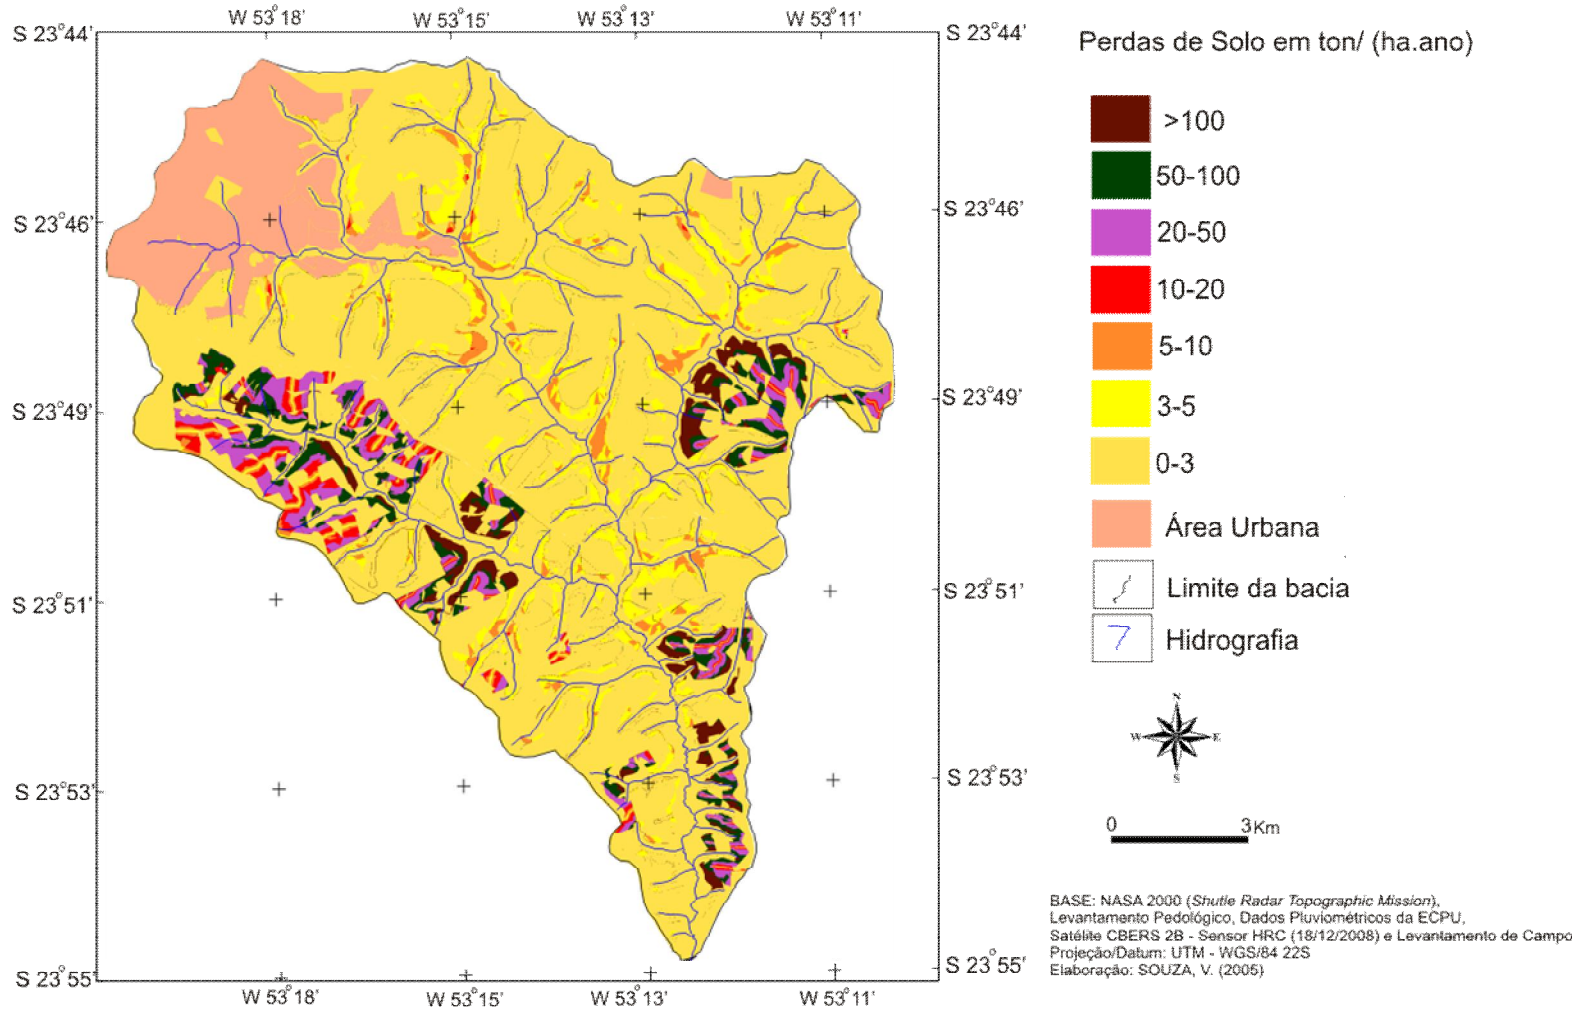 W 53°18' W 53°15' W 53°13' W 53°11'
S 23°44' S 23°44'
S 23°46' S 23°46'
S 23°49' S 23°49'
S 23°51' S 23°51'
S 23°53' S 23°53'
S 23°55' S 23°55'
W 53°18' W 53°15' W 53°13' W 53°11'
Perdas de Solo em ton/ (ha.ano)
>100
50-100
20-50
10-20
5-10
3-5
0-3
Área Urbana
Limite da bacia
Hidrografia
N
W E
S
0 3 Km
BASE: NASA 2000 (Shutle Radar Topographic Mission),
Levantamento Pedológico, Dados Pluviométricos da ECPU,
Satélite CBERS 2B - Sensor HRC (18/12/2008) e Levantamento de Campo
Projeção/Datum: UTM - WGS/84 22S
Elaboração: SOUZA, V. (2005)